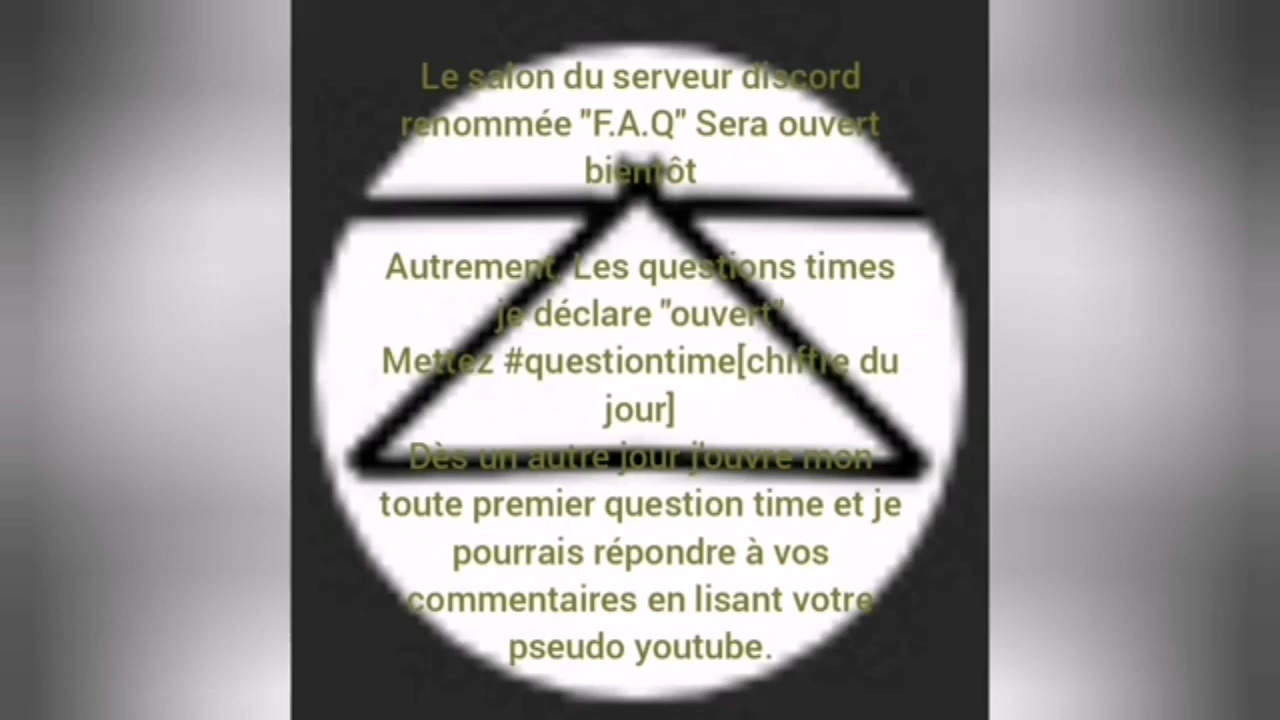 Le salon du serveur discord
renommée "F.A.Q" Sera ouvert
bientôt
Autrement, Les questions times
je déclare "ouvert"
Mettez #questiontime[chiffre du
jour]
Dès un autre jour j'ouvre mon
toute premier question time et je
pourrais répondre à vos
commentaires en lisant votre
pseudo youtube.